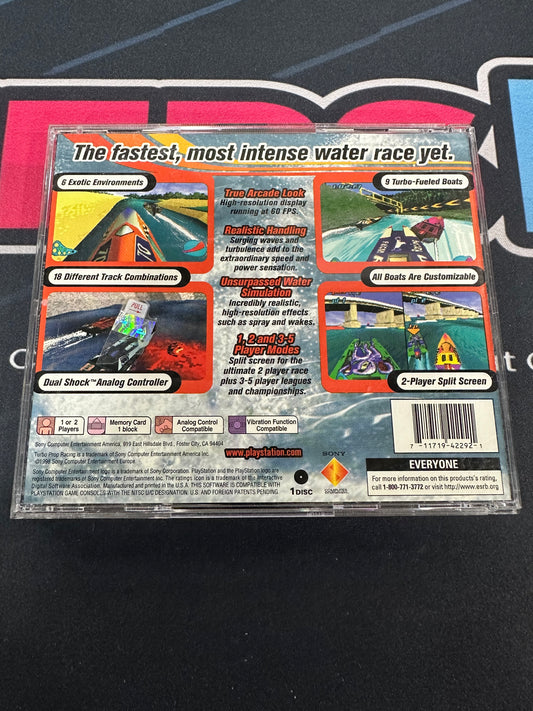 The fastest, most intense water race yet.
6 Exotic Environments
True Arcade Look
High-resolution display
running at 60 FPS.
9 Turbo-Fueled Boats
Realistic Handling
Surging waves and
turbulence add to the
extraordinary speed and
power sensation.
18 Different Track Combinations
All Boats Are Customizable
Unsurpassed Water
Simulation
Incredibly realistic,
high-resolution effects
such as spray and wakes.
1, 2 and 3-5
Player Modes
Split screen for the
ultimate 2 player race
plus 3-5 player leagues
and championships.
Dual Shock™ Analog Controller
2-Player Split Screen
1 or 2
Players
Memory Card
1 block
Analog Control
Compatible
Vibration Function
Compatible
7 11719 42292 1
Sony Computer Entertainment America, 919 East Hillsdale Blvd., Foster City, CA 94404
Turbo Prop Racing is a trademark of Sony Computer Entertainment America Inc.
©1998 Sony Computer Entertainment Europe.
Sony Computer Entertainment logo is a trademark of Sony Corporation. PlayStation and the PlayStation logo are
registered trademarks of Sony Computer Entertainment Inc. The ratings icon is a trademark of the Interactive
Digital Software Association. Manufactured and printed in the U.S.A. THIS SOFTWARE IS COMPATIBLE WITH
PLAYSTATION GAME CONSOLES WITH THE NTSC U/C DESIGNATION. U.S. AND FOREIGN PATENTS PENDING.
www.playstation.com
1 DISC
SONY
EVERYONE
For more information on this product's rating,
call 1-800-771-3772 or visit http://www.esrb.org